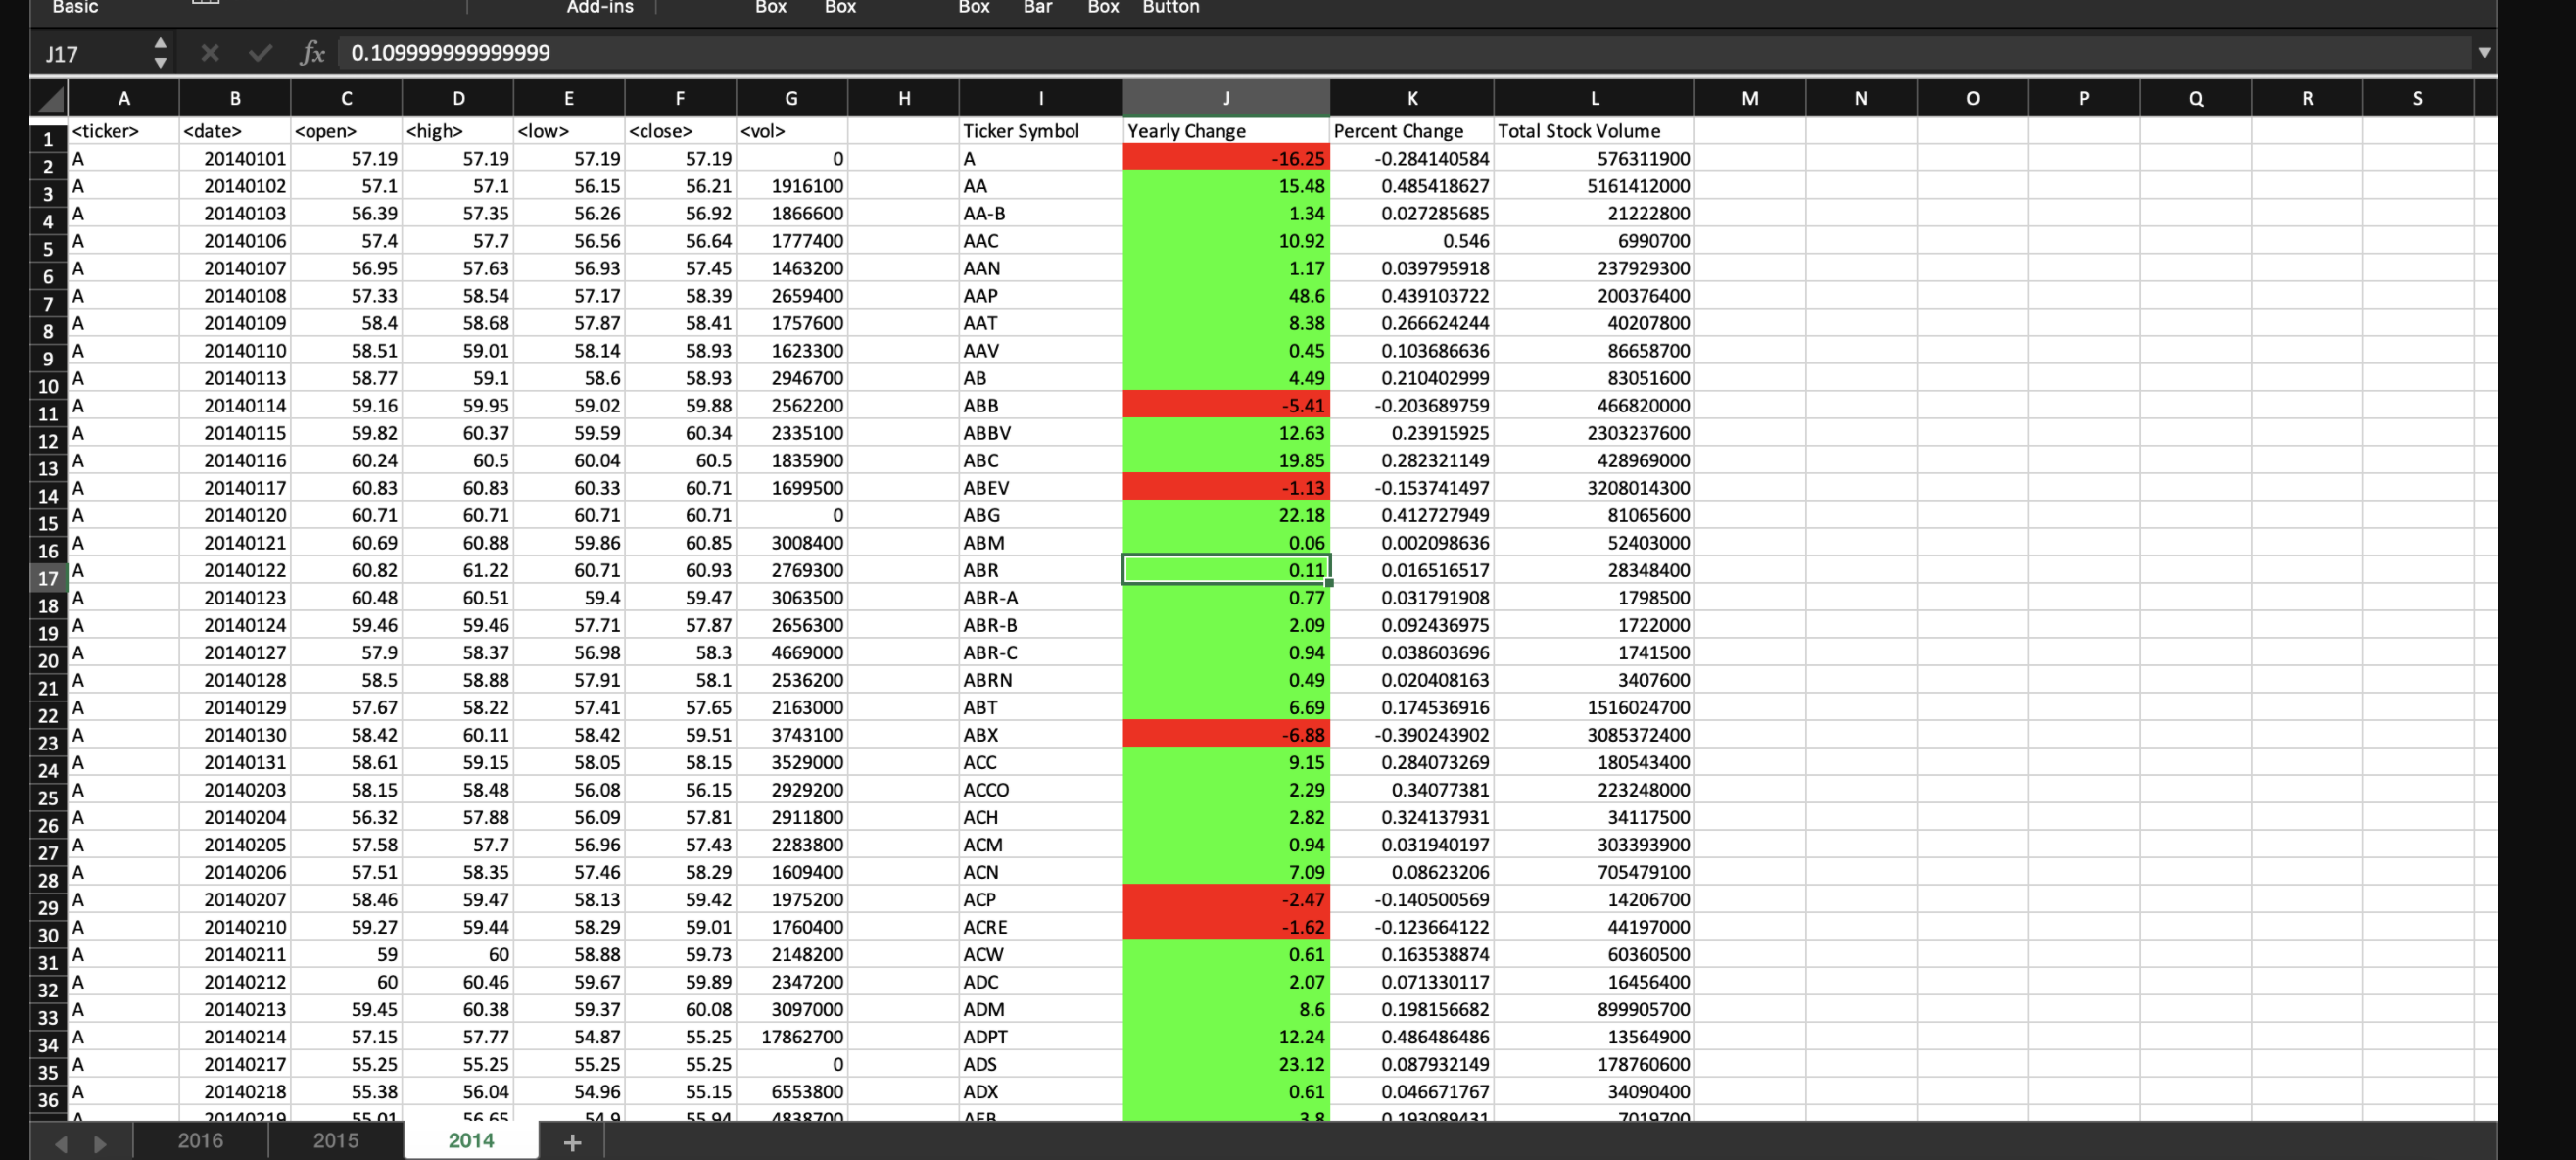 Basic Add-ins Box Box Box Bar Box Button
J17 fx 0.109999999999999
A B C D E F G H I J K L M N O P Q R S
1 <ticker> <date> <open> <high> <low> <close> <vol> Ticker Symbol Yearly Change Percent Change Total Stock Volume
2 A 20140101 57.19 57.19 57.19 57.19 0 A -16.25 -0.284140584 576311900
3 A 20140102 57.1 57.1 56.15 56.21 1916100 AA 15.48 0.485418627 5161412000
4 A 20140103 56.39 57.35 56.26 56.92 1866600 AA-B 1.34 0.027285685 21222800
5 A 20140106 57.4 57.7 56.56 56.64 1777400 AAC 10.92 0.546 6990700
6 A 20140107 56.95 57.63 56.93 57.45 1463200 AAN 1.17 0.039795918 237929300
7 A 20140108 57.33 58.54 57.17 58.39 2659400 AAP 48.6 0.439103722 200376400
8 A 20140109 58.4 58.68 57.87 58.41 1757600 AAT 8.38 0.266624244 40207800
9 A 20140110 58.51 59.01 58.14 58.93 1623300 AAV 0.45 0.103686636 86658700
10 A 20140113 58.77 59.1 58.6 58.93 2946700 AB 4.49 0.210402999 83051600
11 A 20140114 59.16 59.95 59.02 59.88 2562200 ABB -5.41 -0.203689759 466820000
12 A 20140115 59.82 60.37 59.59 60.34 2335100 ABBV 12.63 0.23915925 2303237600
13 A 20140116 60.24 60.5 60.04 60.5 1835900 ABC 19.85 0.282321149 428969000
14 A 20140117 60.83 60.83 60.33 60.71 1699500 ABEV -1.13 -0.153741497 3208014300
15 A 20140120 60.71 60.71 60.71 60.71 0 ABG 22.18 0.412727949 81065600
16 A 20140121 60.69 60.88 59.86 60.85 3008400 ABM 0.06 0.002098636 52403000
17 A 20140122 60.82 61.22 60.71 60.93 2769300 ABR 0.11 0.016516517 28348400
18 A 20140123 60.48 60.51 59.4 59.47 3063500 ABR-A 0.77 0.031791908 1798500
19 A 20140124 59.46 59.46 57.71 57.87 2656300 ABR-B 2.09 0.092436975 1722000
20 A 20140127 57.9 58.37 56.98 58.3 4669000 ABR-C 0.94 0.038603696 1741500
21 A 20140128 58.5 58.88 57.91 58.1 2536200 ABRN 0.49 0.020408163 3407600
22 A 20140129 57.67 58.22 57.41 57.65 2163000 ABT 6.69 0.174536916 1516024700
23 A 20140130 58.42 60.11 58.42 59.51 3743100 ABX -6.88 -0.390243902 3085372400
24 A 20140131 58.61 59.15 58.05 58.15 3529000 ACC 9.15 0.284073269 180543400
25 A 20140203 58.15 58.48 56.08 56.15 2929200 ACCO 2.29 0.34077381 223248000
26 A 20140204 56.32 57.88 56.09 57.81 2911800 ACH 2.82 0.324137931 34117500
27 A 20140205 57.58 57.7 56.96 57.43 2283800 ACM 0.94 0.031940197 303393900
28 A 20140206 57.51 58.35 57.46 58.29 1609400 ACN 7.09 0.08623206 705479100
29 A 20140207 58.46 59.47 58.13 59.42 1975200 ACP -2.47 -0.140500569 14206700
30 A 20140210 59.27 59.44 58.29 59.01 1760400 ACRE -1.62 -0.123664122 44197000
31 A 20140211 59 60 58.88 59.73 2148200 ACW 0.61 0.163538874 60360500
32 A 20140212 60 60.46 59.67 59.89 2347200 ADC 2.07 0.071330117 16456400
33 A 20140213 59.45 60.38 59.37 60.08 3097000 ADM 8.6 0.198156682 899905700
34 A 20140214 57.15 57.77 54.87 55.25 17862700 ADPT 12.24 0.486486486 13564900
35 A 20140217 55.25 55.25 55.25 55.25 0 ADS 23.12 0.087932149 178760600
36 A 20140218 55.38 56.04 54.96 55.15 6553800 ADX 0.61 0.046671767 34090400
A 20140219 55.01 56.65 54.9 55.94 4838700 AEB 3.8 0.193089431 7019700
2016 2015 2014 +